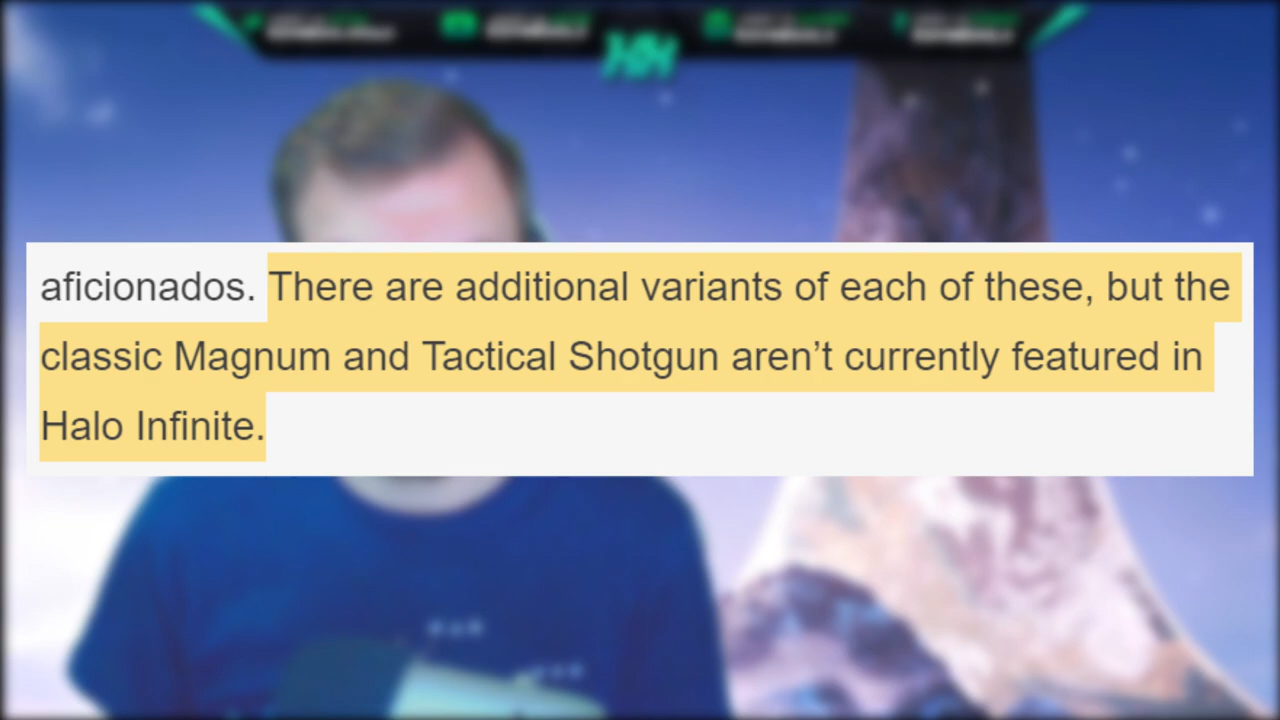 HH
aficionados. There are additional variants of each of these, but the
classic Magnum and Tactical Shotgun aren’t currently featured in
Halo Infinite.